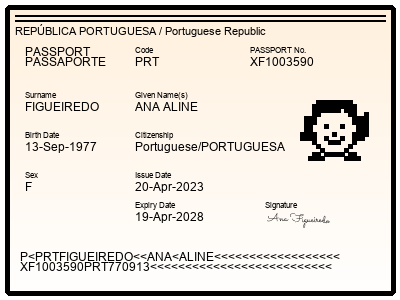 REPÚBLICA PORTUGUESA / Portuguese Republic
PASSPORT
PASSAPORTE
Code
PRT
PASSPORT No.
XF1003590
Surname
FIGUEIREDO
Given Name(s)
ANA ALINE
Birth Date
13-Sep-1977
Citizenship
Portuguese/PORTUGUESA
Sex
F
Issue Date
20-Apr-2023
Expiry Date
19-Apr-2028
Signature
Ana Figueiredo
P<PRTFIGUEIREDO<<ANA<ALINE<<<<<<<<<<<<<<<<<<
XF1003590PRT770913<<<<<<<<<<<<<<<<<<<<<<<<<<